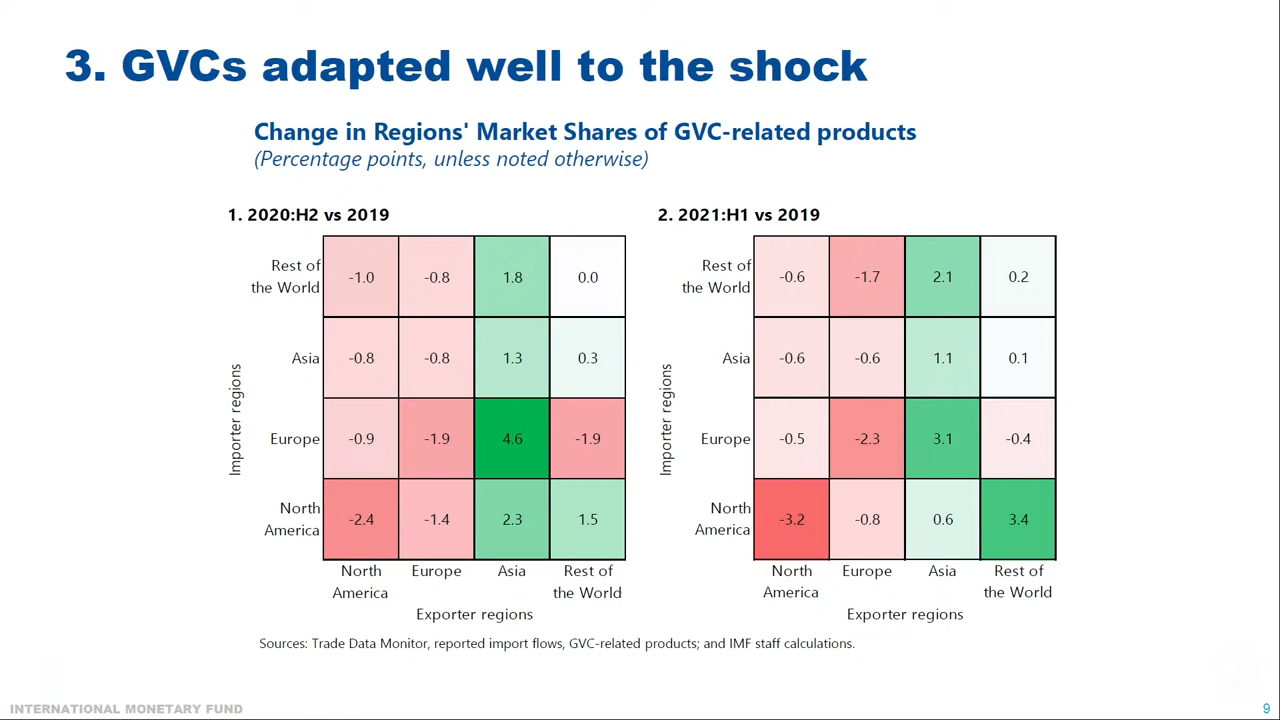 3. GVCs adapted well to the shock
Change in Regions' Market Shares of GVC-related products
(Percentage points, unless noted otherwise)
1. 2020:H2 vs 2019
Importer regions
Rest of
the World
-1.0 -0.8 1.8 0.0
Asia -0.8 -0.8 1.3 0.3
Europe -0.9 -1.9 4.6 -1.9
North
America
-2.4 -1.4 2.3 1.5
North
America
Europe
Asia
Rest of
the World
Exporter regions
2. 2021:H1 vs 2019
Importer regions
Rest of
the World
-0.6 -1.7 2.1 0.2
Asia -0.6 -0.6 1.1 0.1
Europe -0.5 -2.3 3.1 -0.4
North
America
-3.2 -0.8 0.6 3.4
North
America
Europe
Asia
Rest of
the World
Exporter regions
Sources: Trade Data Monitor, reported import flows, GVC-related products; and IMF staff calculations.
INTERNATIONAL MONETARY FUND
9